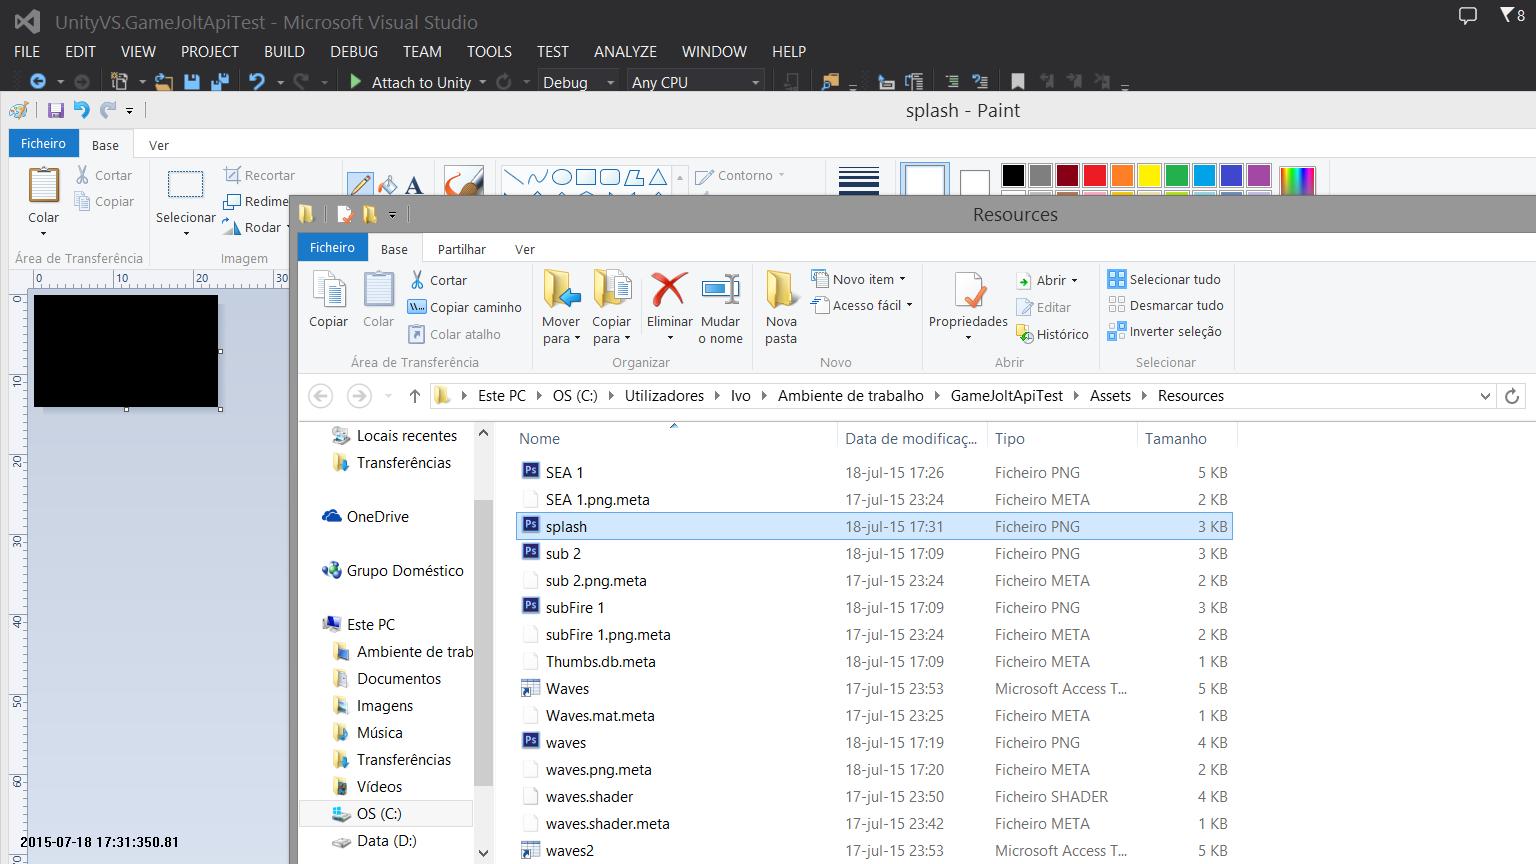 UnityVS.GameJoltApiTest - Microsoft Visual Studio
8
FILE EDIT VIEW PROJECT BUILD DEBUG TEAM TOOLS TEST ANALYZE WINDOW HELP
Attach to Unity Debug Any CPU
splash - Paint
Ficheiro Base Ver
Colar
Cortar
Copiar
Área de Transferência
Selecionar
Recortar
Redime
Rodar
Imagem
A
Contorno
0 10 20 30
0
10
20
30
40
50
60
70
Resources
Ficheiro Base Partilhar Ver
Copiar
Colar
Cortar
Copiar caminho
Colar atalho
Área de Transferência
Mover para
Copiar para
Eliminar
Mudar o nome
Organizar
Nova pasta
Novo item
Acesso fácil
Novo
Propriedades
Abrir
Editar
Histórico
Abrir
Selecionar tudo
Desmarcar tudo
Inverter seleção
Selecionar
Este PC OS (C:) Utilizadores Ivo Ambiente de trabalho GameJoltApiTest Assets Resources
Locais recentes
Transferências
OneDrive
Grupo Doméstico
Este PC
Ambiente de trab
Documentos
Imagens
Música
Transferências
Vídeos
OS (C:)
Data (D:)
Nome Data de modificaç... Tipo Tamanho
Ps SEA 1 18-jul-15 17:26 Ficheiro PNG 5 KB
SEA 1.png.meta 17-jul-15 23:24 Ficheiro META 2 KB
Ps splash 18-jul-15 17:31 Ficheiro PNG 3 KB
Ps sub 2 18-jul-15 17:09 Ficheiro PNG 3 KB
sub 2.png.meta 17-jul-15 23:24 Ficheiro META 2 KB
Ps subFire 1 18-jul-15 17:09 Ficheiro PNG 3 KB
subFire 1.png.meta 17-jul-15 23:24 Ficheiro META 2 KB
Thumbs.db.meta 18-jul-15 17:09 Ficheiro META 1 KB
Waves 17-jul-15 23:53 Microsoft Access T... 5 KB
Waves.mat.meta 17-jul-15 23:25 Ficheiro META 1 KB
Ps waves 18-jul-15 17:19 Ficheiro PNG 4 KB
waves.png.meta 18-jul-15 17:20 Ficheiro META 2 KB
waves.shader 17-jul-15 23:50 Ficheiro SHADER 4 KB
waves.shader.meta 17-jul-15 23:42 Ficheiro META 1 KB
waves2 17-jul-15 23:53 Microsoft Access T... 5 KB
2015-07-18 17:31:350.81